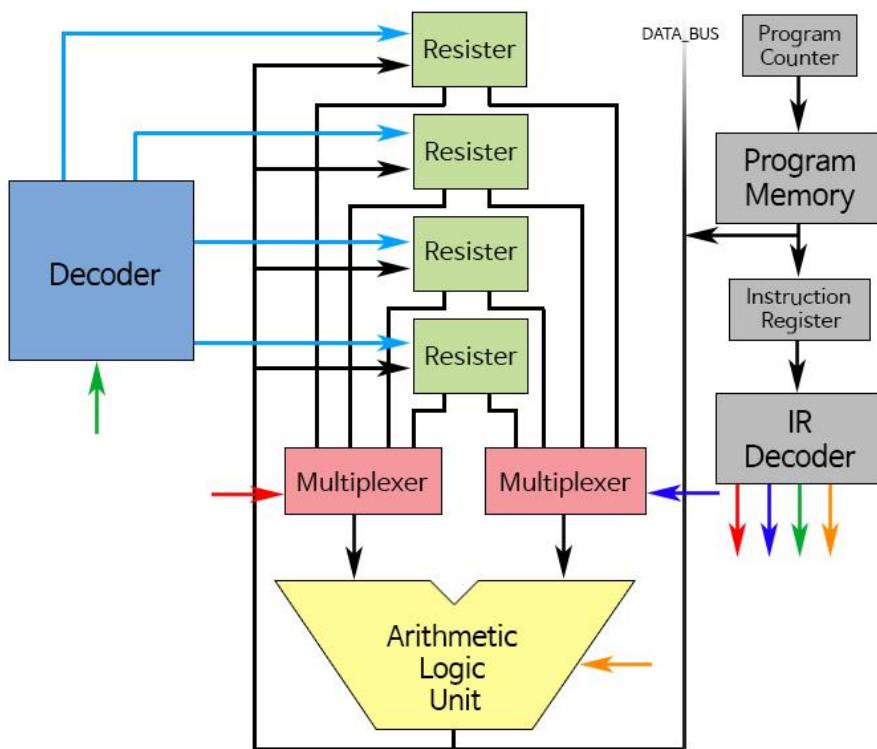 Resister
DATA_BUS
Program
Counter
Resister
Program
Memory
Decoder
Resister
Instruction
Register
Resister
IR
Decoder
Multiplexer
Multiplexer
Arithmetic
Logic
Unit